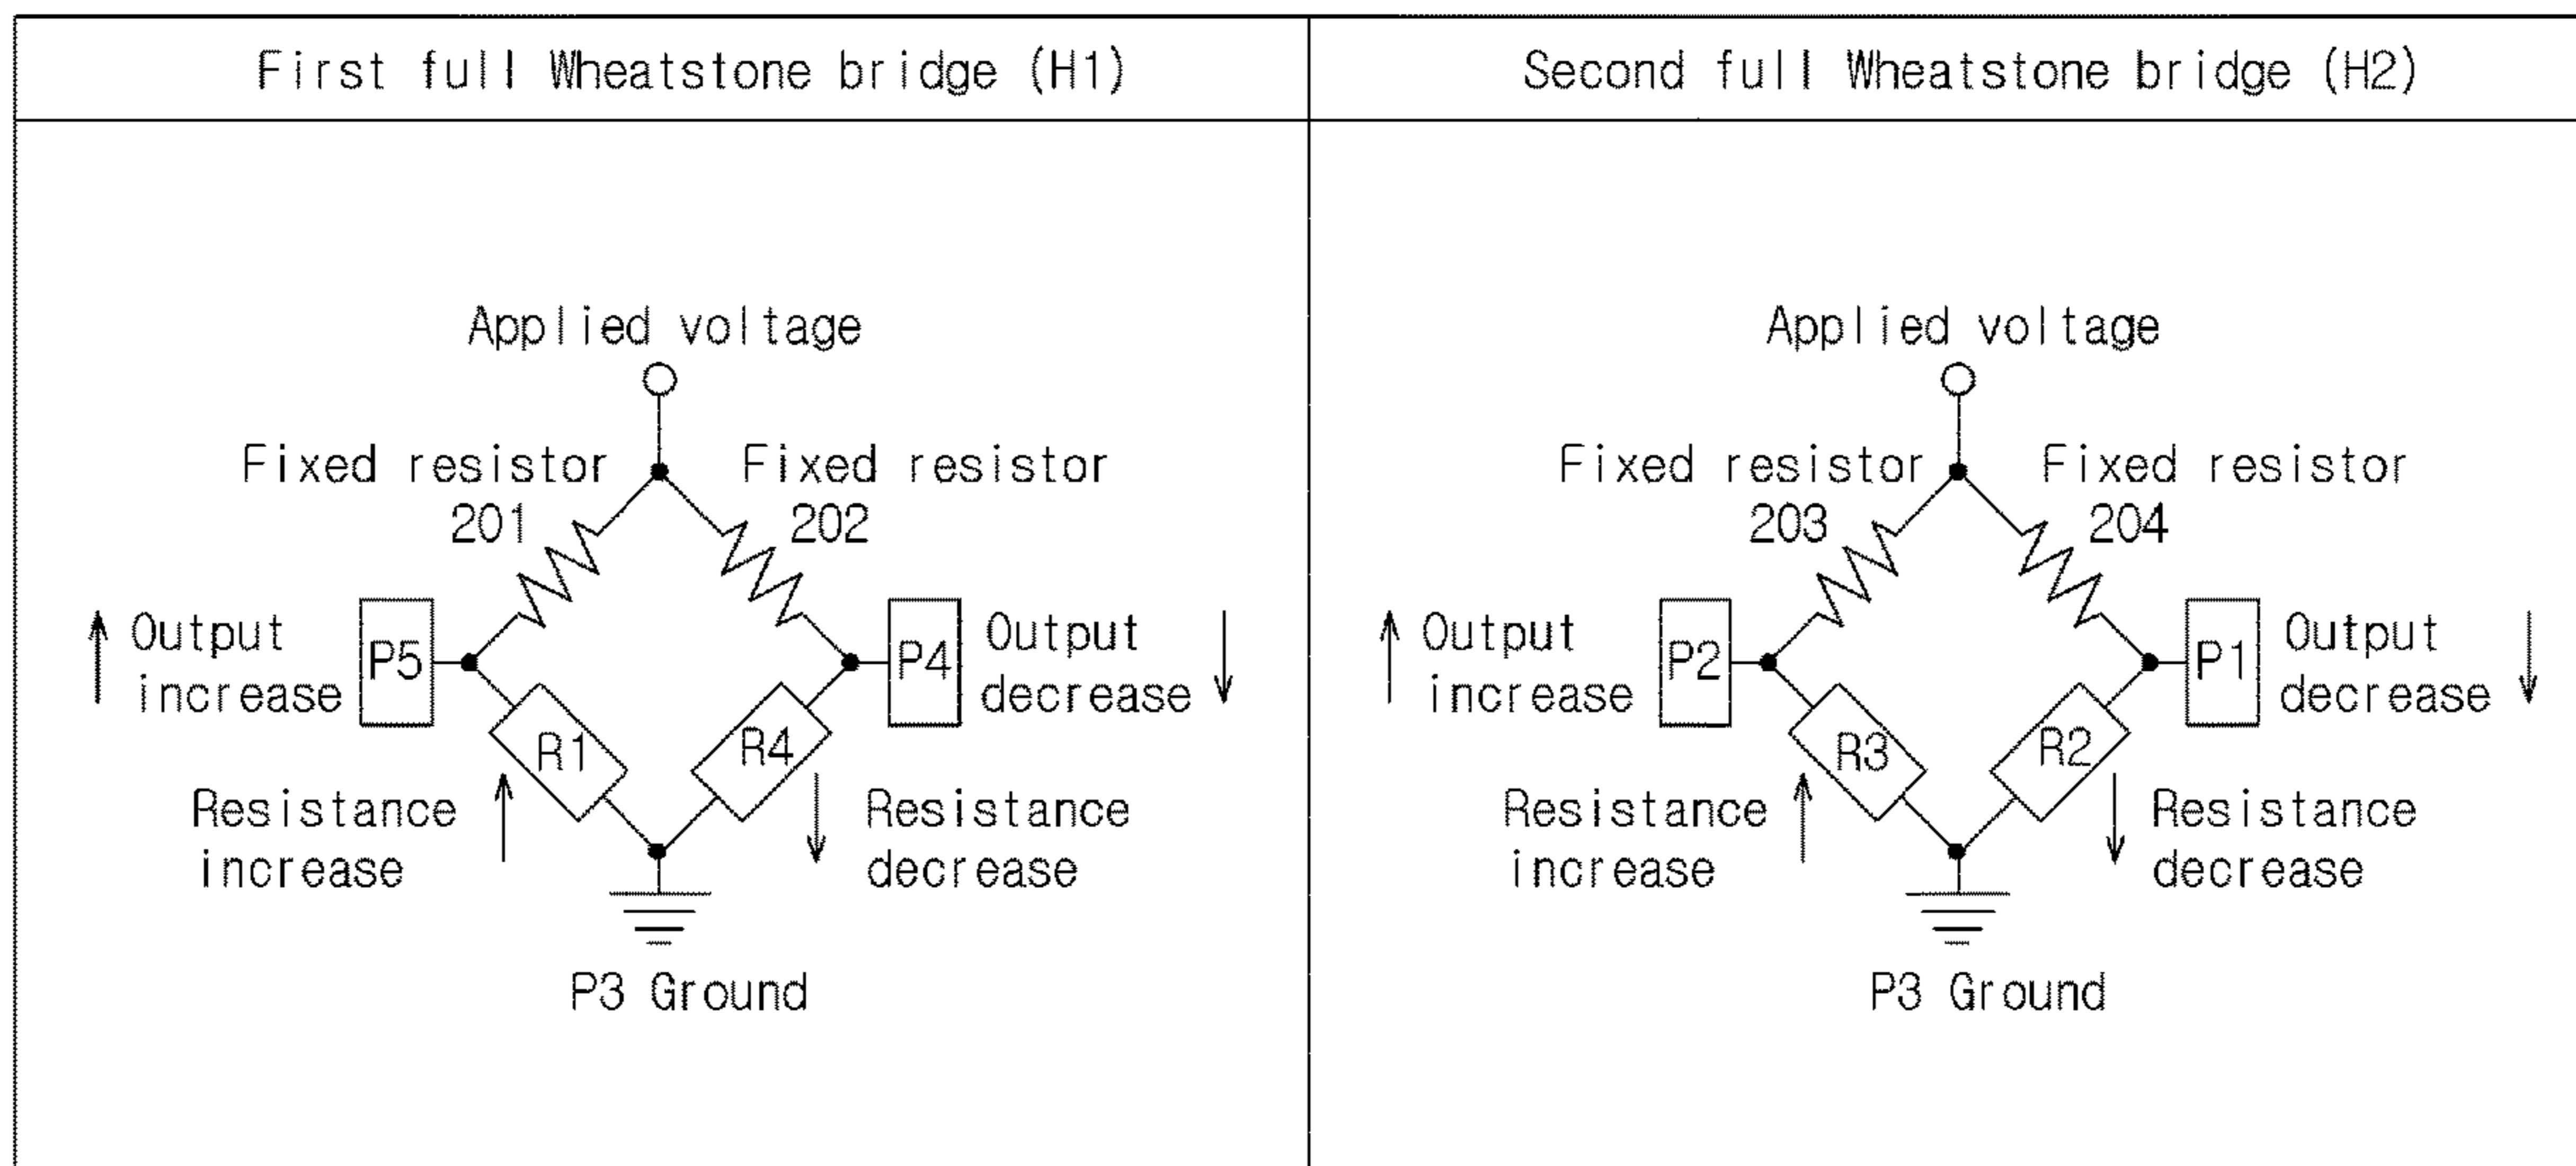 First full Wheatstone bridge (H1)
Applied voltage
Fixed resistor
201
Fixed resistor
202
Output
increase
P5
P4
Output
decrease
R1
R4
Resistance
increase
Resistance
decrease
P3 Ground
Second full Wheatstone bridge (H2)
Applied voltage
Fixed resistor
203
Fixed resistor
204
Output
increase
P2
P1
Output
decrease
R3
R2
Resistance
increase
Resistance
decrease
P3 Ground